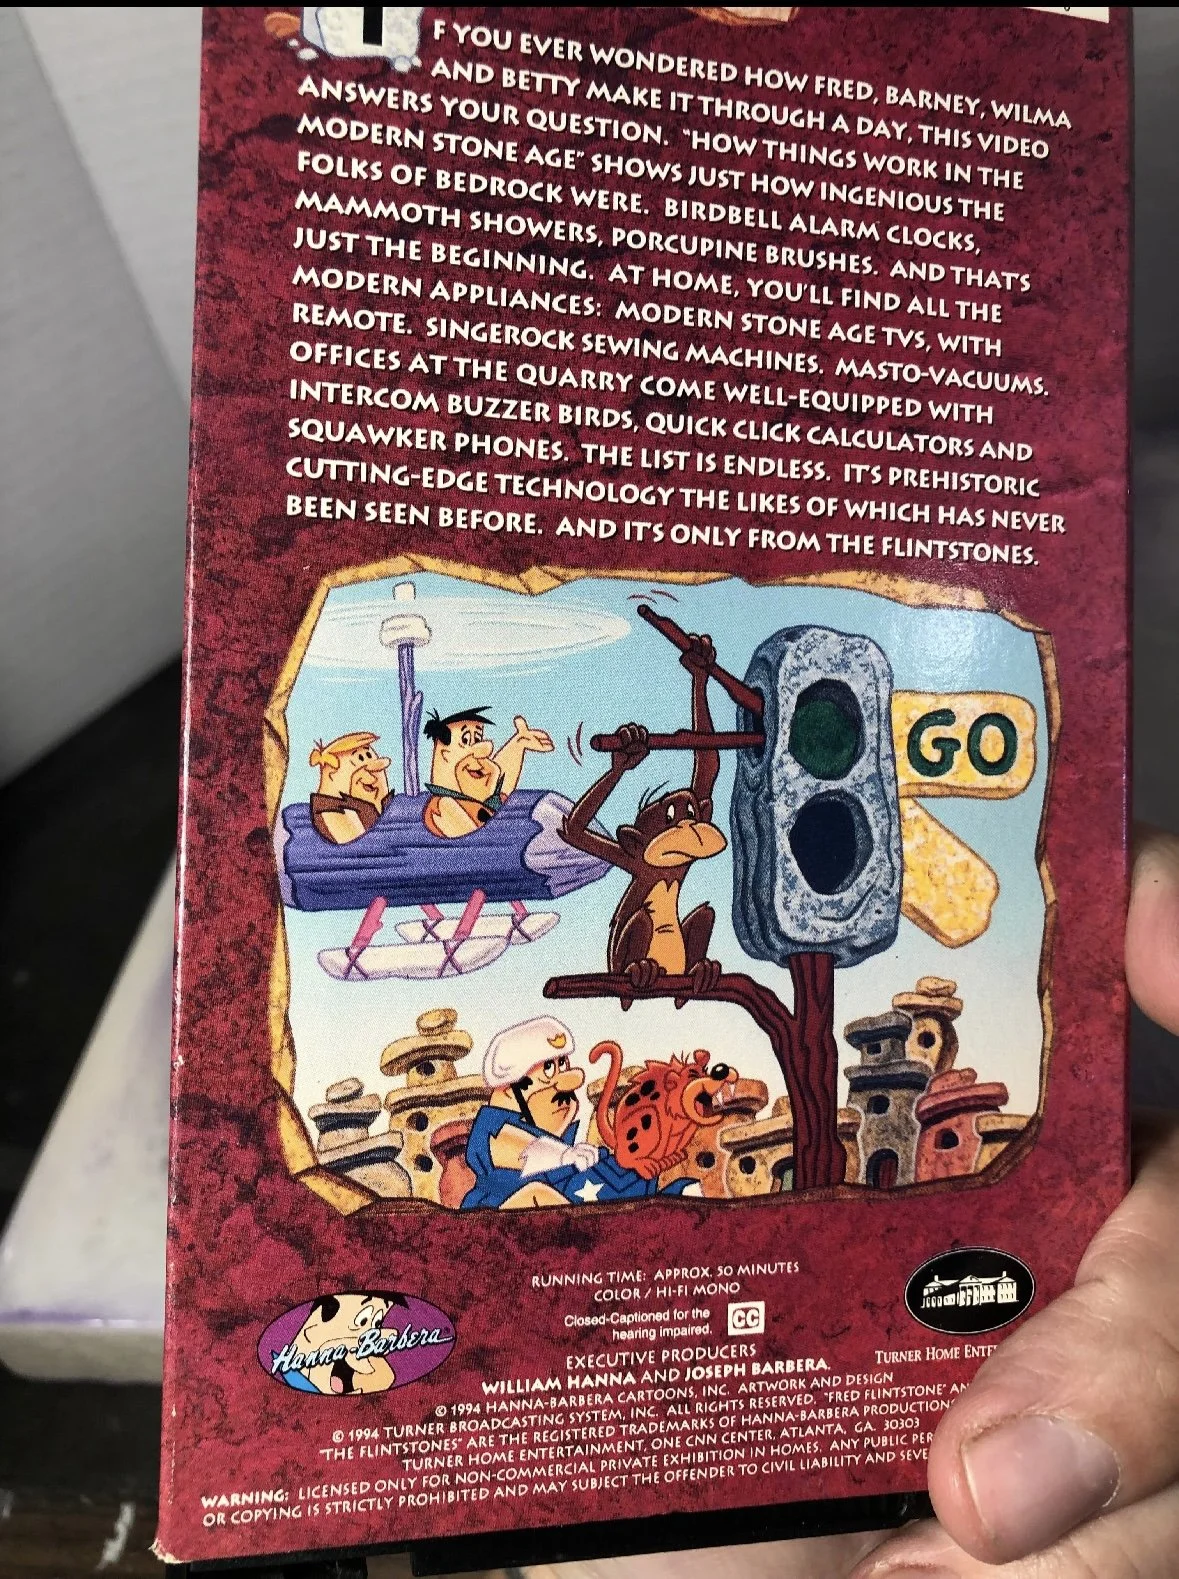 IF YOU EVER WONDERED HOW FRED, BARNEY, WILMA
AND BETTY MAKE IT THROUGH A DAY, THIS VIDEO
ANSWERS YOUR QUESTION. "HOW THINGS WORK IN THE
MODERN STONE AGE" SHOWS JUST HOW INGENIOUS THE
FOLKS OF BEDROCK WERE. BIRDBELL ALARM CLOCKS,
MAMMOTH SHOWERS, PORCUPINE BRUSHES. AND THAT'S
JUST THE BEGINNING. AT HOME, YOU'LL FIND ALL THE
MODERN APPLIANCES: MODERN STONE AGE TVS, WITH
REMOTE. SINGEROCK SEWING MACHINES. MASTO-VACUUMS.
OFFICES AT THE QUARRY COME WELL-EQUIPPED WITH
INTERCOM BUZZER BIRDS, QUICK CLICK CALCULATORS AND
SQUAWKER PHONES. THE LIST IS ENDLESS. IT'S PREHISTORIC
CUTTING-EDGE TECHNOLOGY THE LIKES OF WHICH HAS NEVER
BEEN SEEN BEFORE. AND IT'S ONLY FROM THE FLINTSTONES.
GO
RUNNING TIME: APPROX. 50 MINUTES
COLOR / HI-FI MONO
Closed-Captioned for the
hearing impaired.
CC
Hanna-Barbera
EXECUTIVE PRODUCERS
WILLIAM HANNA AND JOSEPH BARBERA.
TURNER HOME ENTE
© 1994 HANNA-BARBERA CARTOONS, INC. ARTWORK AND DESIGN
© 1994 TURNER BROADCASTING SYSTEM, INC. ALL RIGHTS RESERVED. "FRED FLINTSTONE" AN
"THE FLINTSTONES" ARE THE REGISTERED TRADEMARKS OF HANNA-BARBERA PRODUCTION
TURNER HOME ENTERTAINMENT, ONE CNN CENTER, ATLANTA, GA. 30303
WARNING: LICENSED ONLY FOR NON-COMMERCIAL PRIVATE EXHIBITION IN HOMES. ANY PUBLIC PER
OR COPYING IS STRICTLY PROHIBITED AND MAY SUBJECT THE OFFENDER TO CIVIL LIABILITY AND SEVE